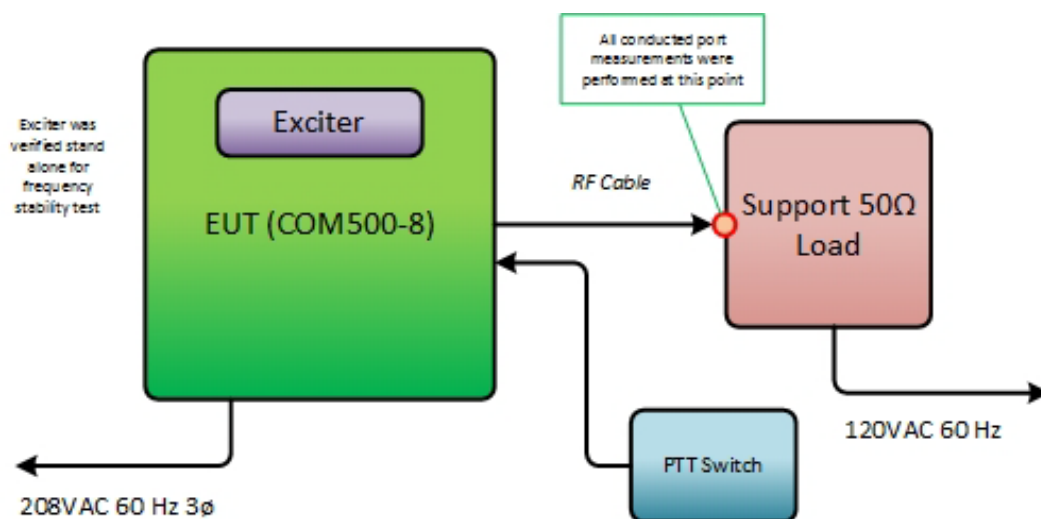 All conducted port
measurements were
performed at this point
Exciter was
verified stand
alone for
frequency
stability test
Exciter
EUT (COM500-8)
RF Cable
Support 50Ω
Load
120VAC 60 Hz
PTT Switch
208VAC 60 Hz 3ø